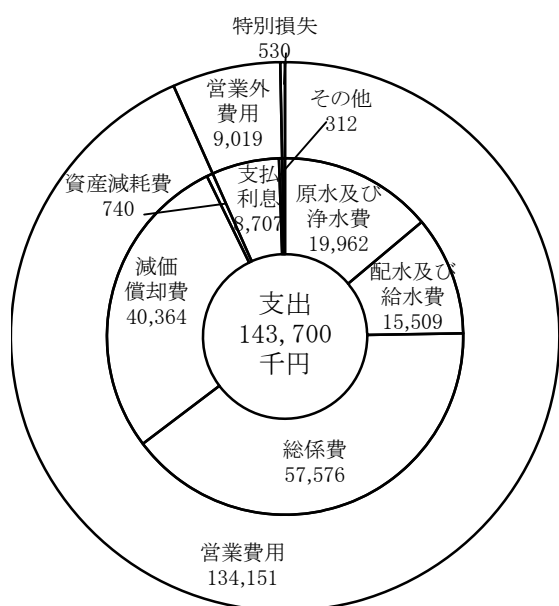 特別損失
530
営業外
費用
9,019
その他
312
資産減耗費
740
支払
利息
8,707
原水及び
浄水費
19,962
減価
償却費
40,364
配水及び
給水費
15,509
支出
143,700
千円
総係費
57,576
営業費用
134,151